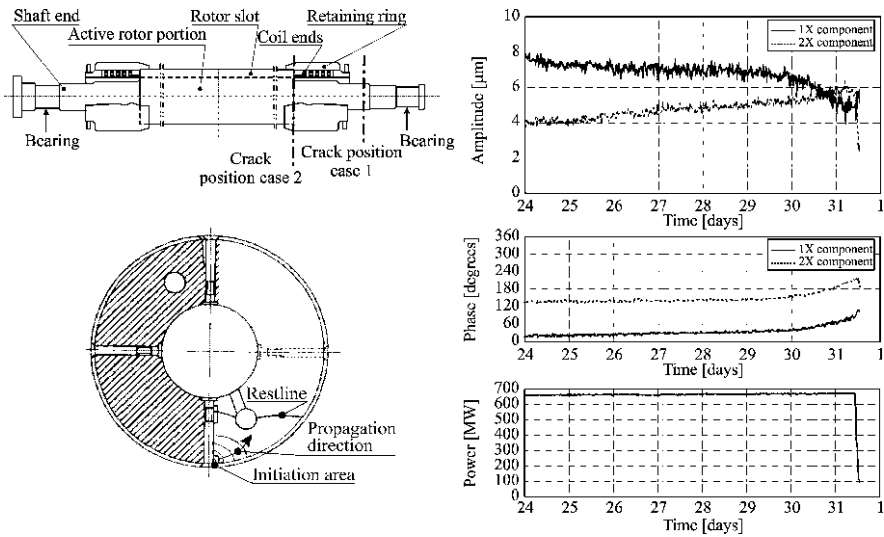 Shaft end
Rotor slot
Retaining ring
Active rotor portion
Coil ends
Bearing
Bearing
Crack
position case 2
Crack position
case 1
Restline
Propagation
direction
Initiation area
10
8
6
4
2
0
Amplitude [µm]
1X component
2X component
24 25 26 27 28 29 30 31 1
Time [days]
360
300
240
180
120
60
0
Phase [degrees]
1X component
2X component
24 25 26 27 28 29 30 31 1
Time [days]
700
600
500
400
300
200
100
0
Power [MW]
24 25 26 27 28 29 30 31 1
Time [days]